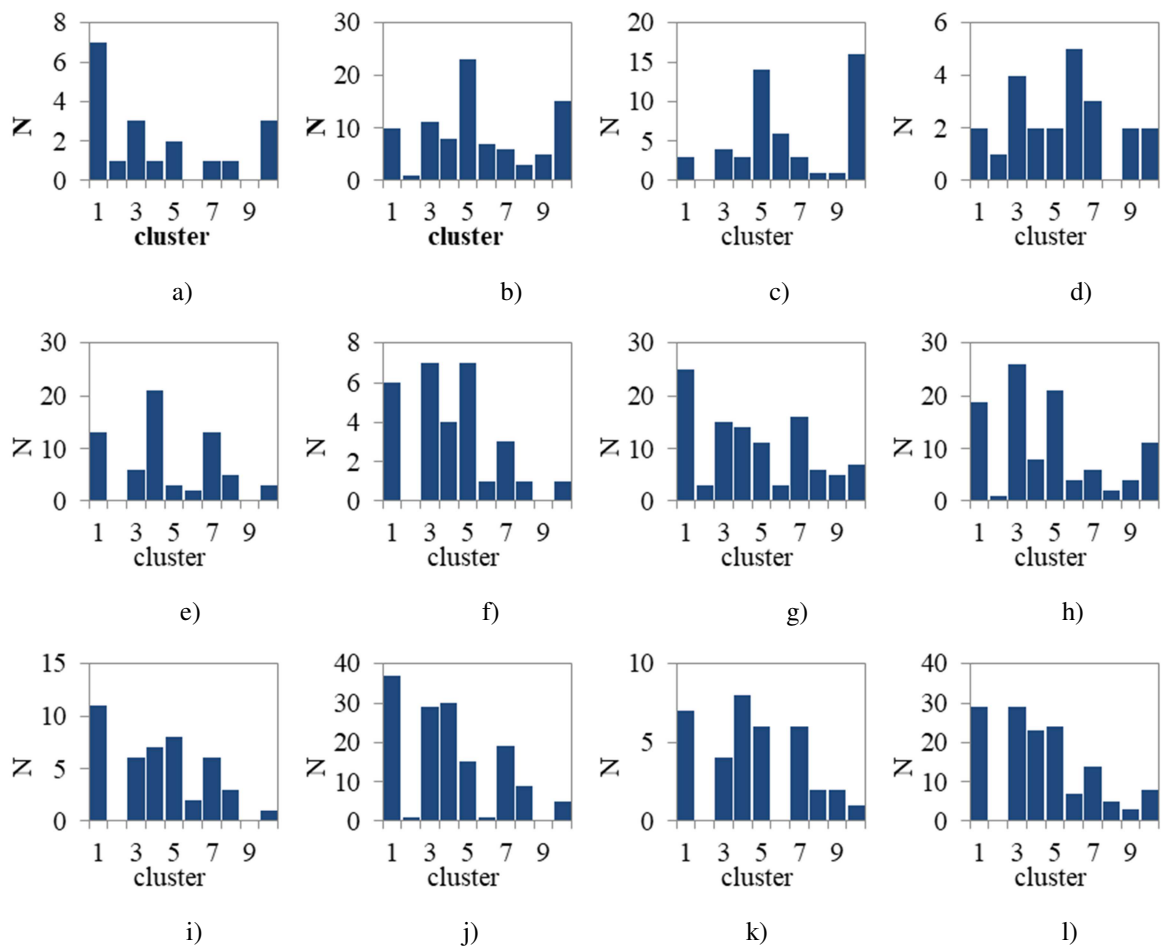 8 30 20 6
6 15
20 4
N 4 N N 10 N
10 2
2 5
0 0 0 0
1 3 5 7 9 1 3 5 7 9 1 3 5 7 9 1 3 5 7 9
cluster cluster cluster cluster
a) b) c) d)
30 8 30 30
6
20 20 20
N N 4 N N
10 10 10
2
0 0 0 0
1 3 5 7 9 1 3 5 7 9 1 3 5 7 9 1 3 5 7 9
cluster cluster cluster cluster
e) f) g) h)
15 40 10 40
30 30
10
N N 20 N 5 N 20
5
10 10
0 0 0 0
1 3 5 7 9 1 3 5 7 9 1 3 5 7 9 1 3 5 7 9
cluster cluster cluster cluster
i) j) k) l)